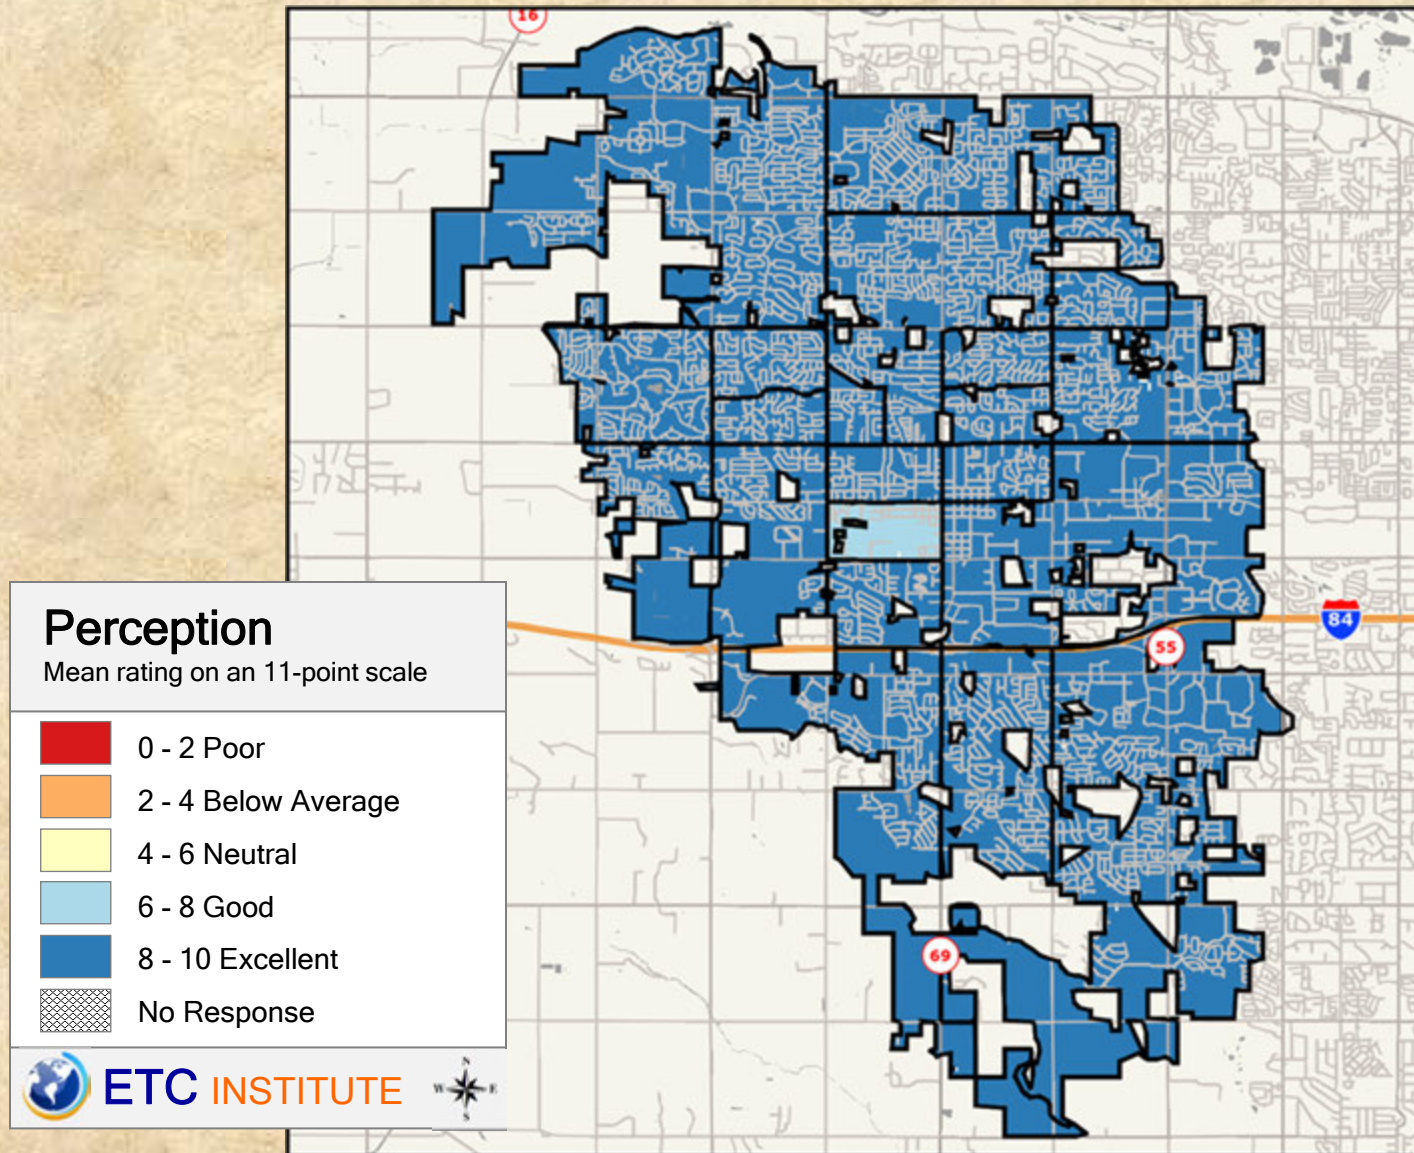 16
84
55
69
Perception
Mean rating on an 11-point scale
0 - 2 Poor
2 - 4 Below Average
4 - 6 Neutral
6 - 8 Good
8 - 10 Excellent
No Response
ETC INSTITUTE
N
W E
S